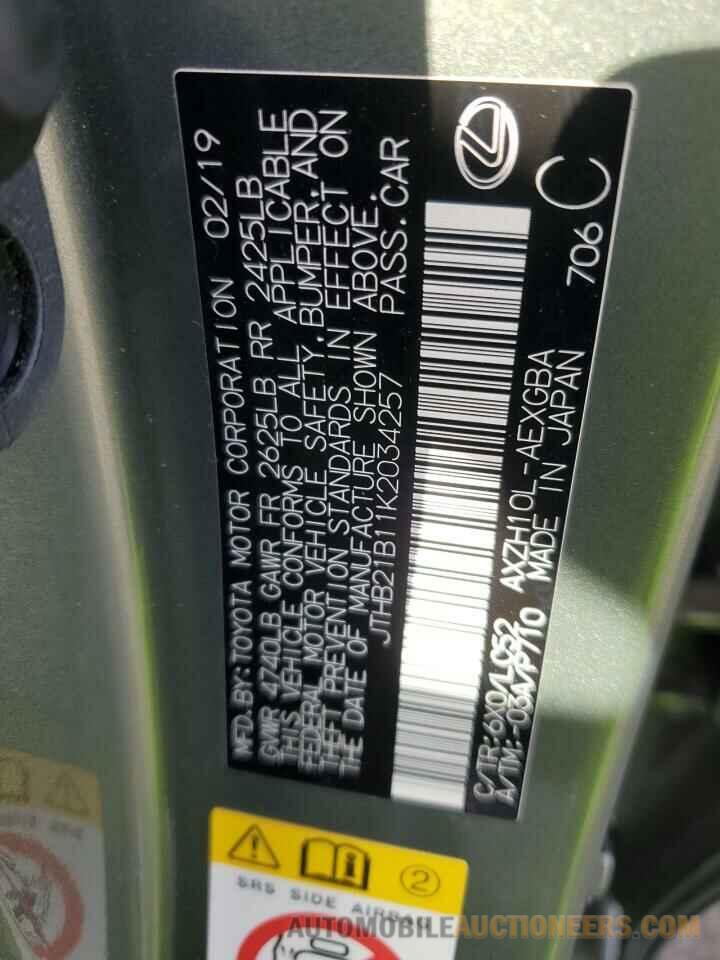 MFD.BY:TOYOTA MOTOR CORPORATION 02/19
GVWR 4740LB GAWR FR 2625LB RR 2425LB
THIS VEHICLE CONFORMS TO ALL APPLICABLE
FEDERAL MOTOR VEHICLE SAFETY, BUMPER, AND
THEFT PREVENTION STANDARDS IN EFFECT ON
THE DATE OF MANUFACTURE SHOWN ABOVE.
JTHB21B11K2034257 PASS.CAR
C/TR:6X0/LC52 AXZH10L-AEXGBA
A/TM:-03A/P710 MADE IN JAPAN
706
C
2
SRS SIDE AIRBAG
AUTOMOBILEAUCTIONEERS.COM